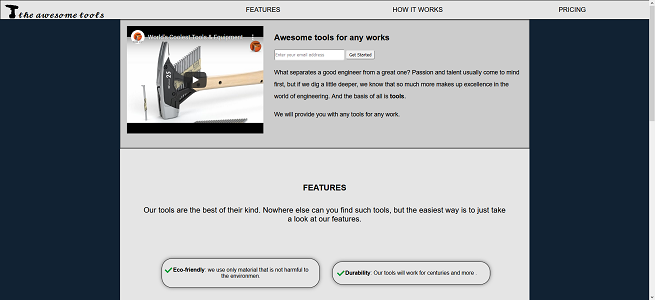 the awesome tools
FEATURES
HOW IT WORKS
PRICING
World's Coolest Tools & Equipment
25
Awesome tools for any works
Enter your email address
Get Started
What separates a good engineer from a great one? Passion and talent usually come to mind
first, but if we dig a little deeper, we know that so much more makes up excellence in the
world of engineering. And the basis of all is tools.
We will provide you with any tools for any work.
FEATURES
Our tools are the best of their kind. Nowhere else can you find such tools, but the easiest way is to just take
a look at our features.
Eco-friendly: we use only material that is not harmful to
the environmen.
Durability: Our tools will work for centuries and more .